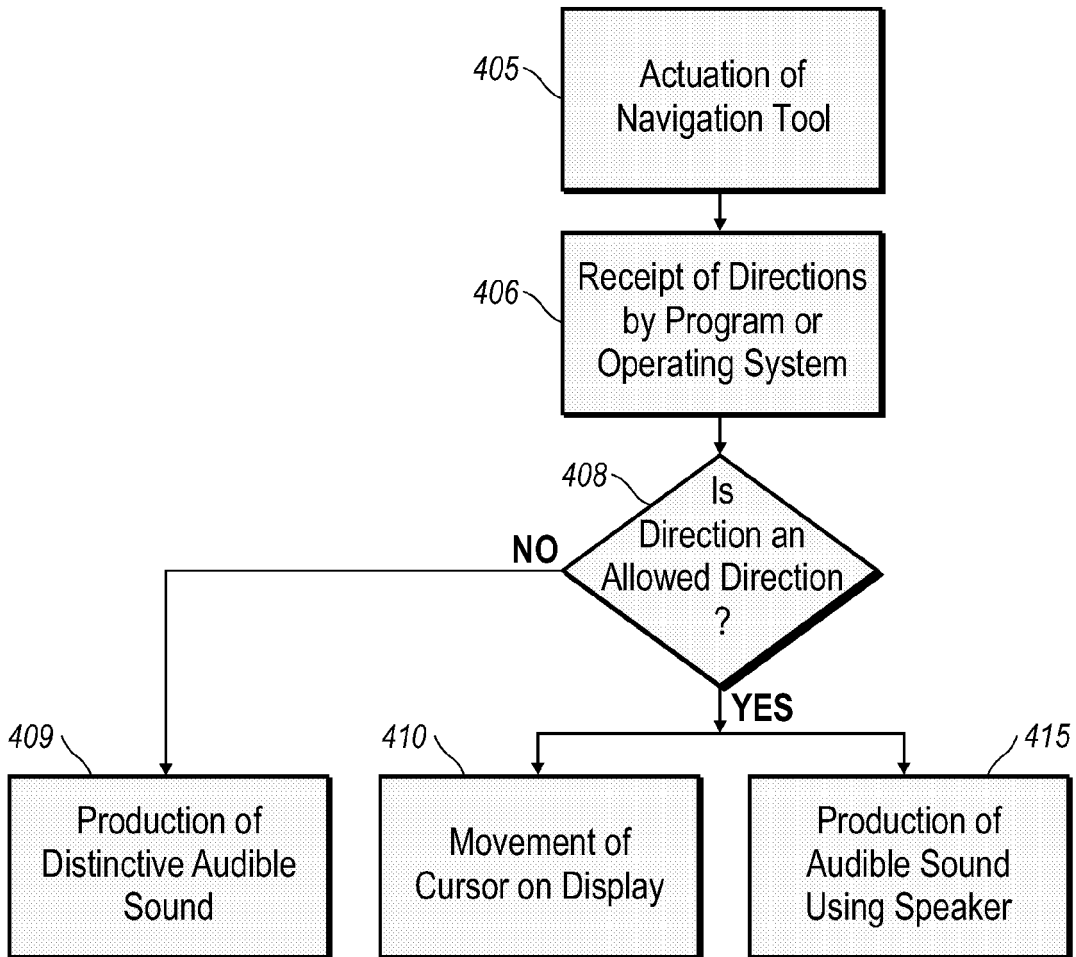 405
Actuation of
Navigation Tool
406
Receipt of Directions
by Program or
Operating System
408
Is
Direction an
Allowed Direction
?
NO
YES
409
Production of
Distinctive Audible
Sound
410
Movement of
Cursor on Display
415
Production of
Audible Sound
Using Speaker